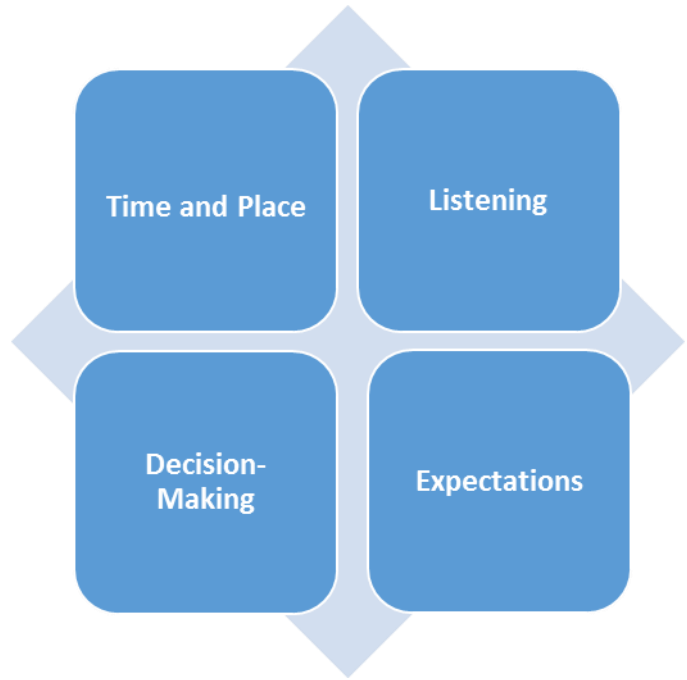 Time and Place
Listening
Decision-
Making
Expectations